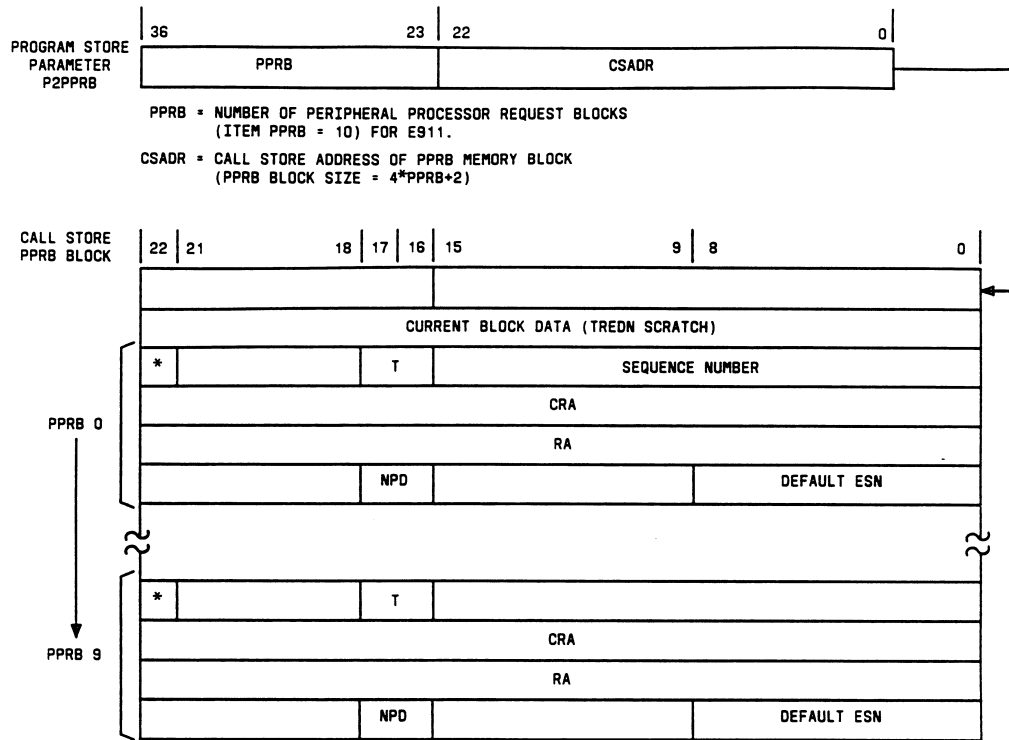 36 23 22 0
PROGRAM STORE
PARAMETER
P2PPRB
PPRB CSADR
PPRB = NUMBER OF PERIPHERAL PROCESSOR REQUEST BLOCKS
(ITEM PPRB = 10) FOR E911.
CSADR = CALL STORE ADDRESS OF PPRB MEMORY BLOCK
(PPRB BLOCK SIZE = 4*PPRB+2)
CALL STORE
PPRB BLOCK
22 21 18 17 16 15 9 8 0
CURRENT BLOCK DATA (TREDN SCRATCH)
* T SEQUENCE NUMBER
CRA
PPRB 0
RA
NPD DEFAULT ESN
* T
CRA
PPRB 9
RA
NPD DEFAULT ESN